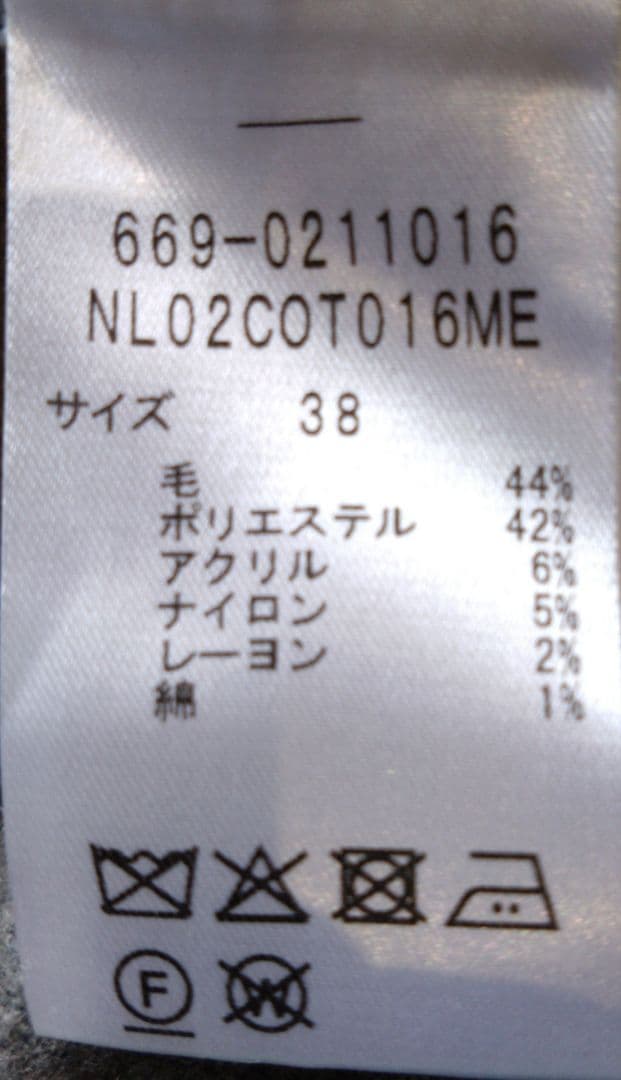 669-0211016
NL02COT016ME
サイズ 38
毛 44%
ポリエステル 42%
アクリル 6%
ナイロン 5%
レーヨン 2%
綿 1%
F W